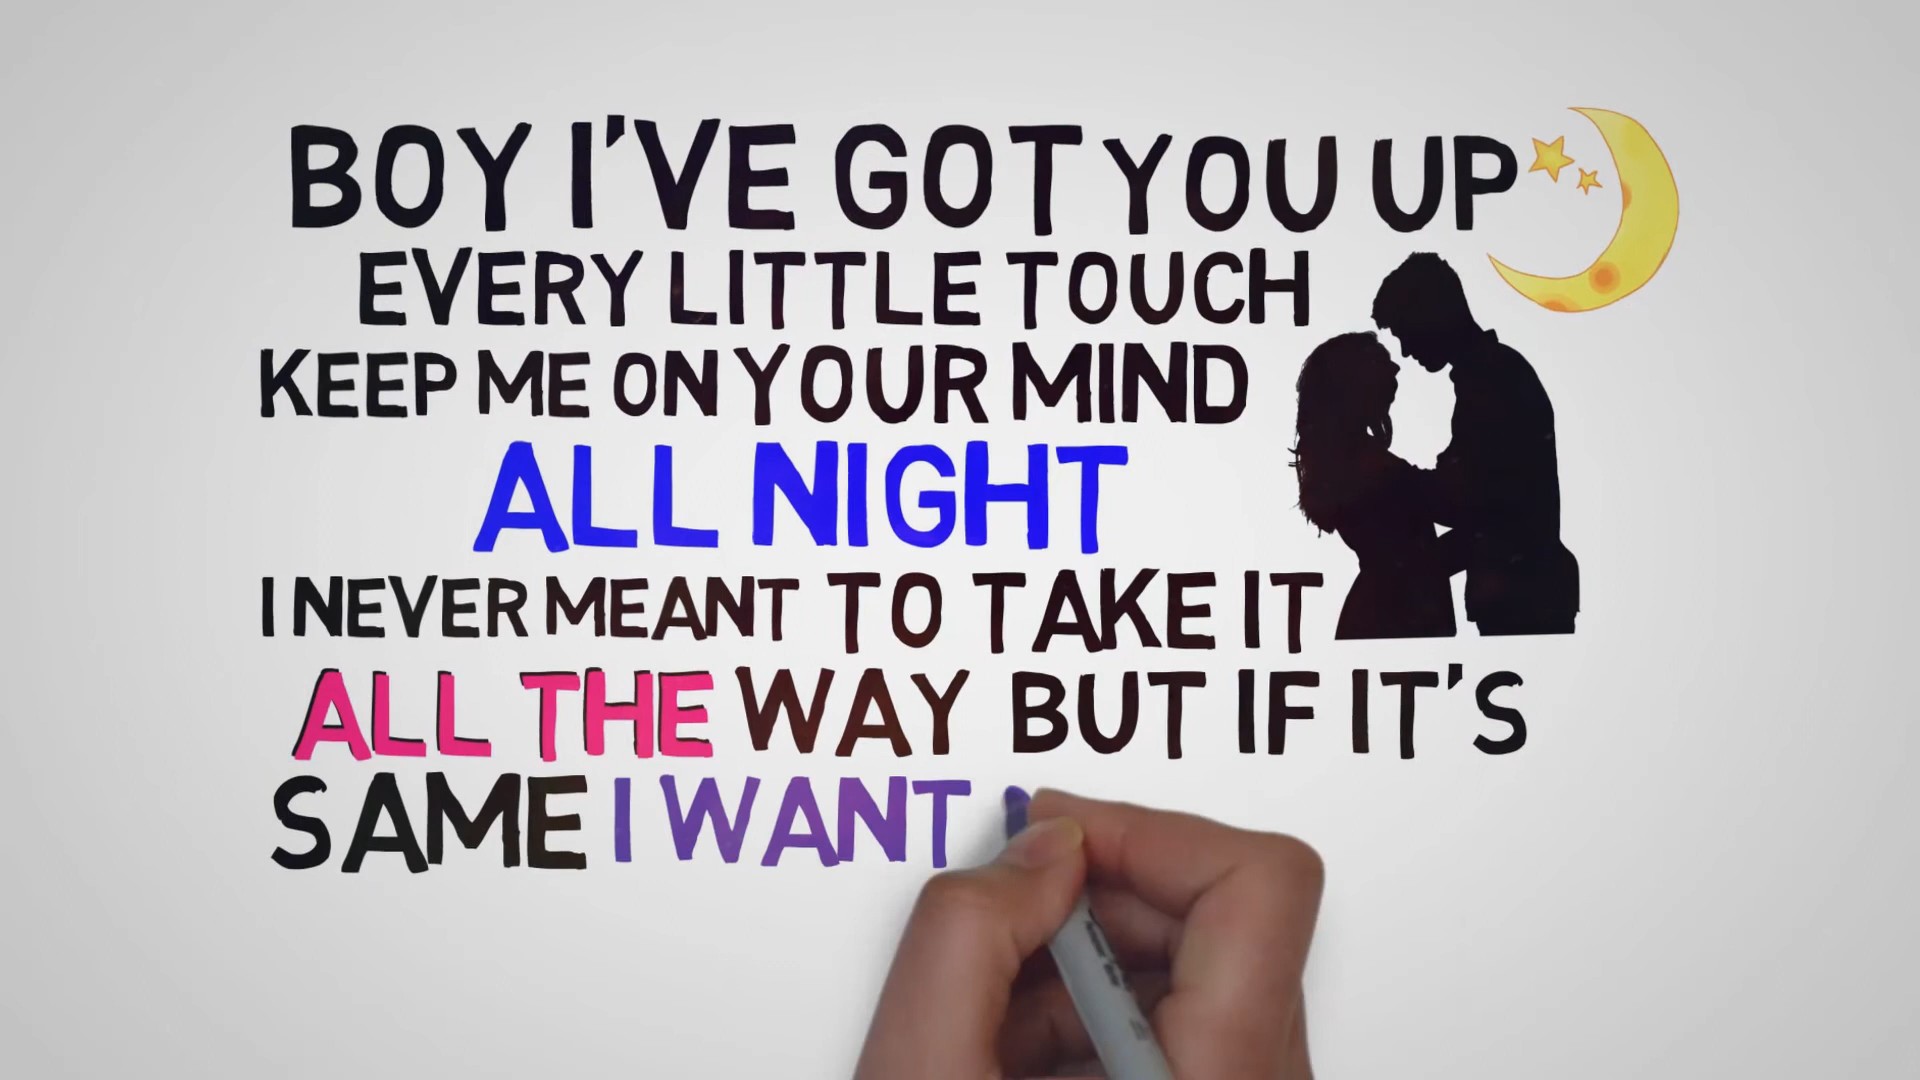 BOY I'VE GOT YOU UP
EVERY LITTLE TOUCH
KEEP ME ON YOUR MIND
ALL NIGHT
I NEVER MEANT TO TAKE IT
ALL THE WAY BUT IF IT'S
SAME I WANT